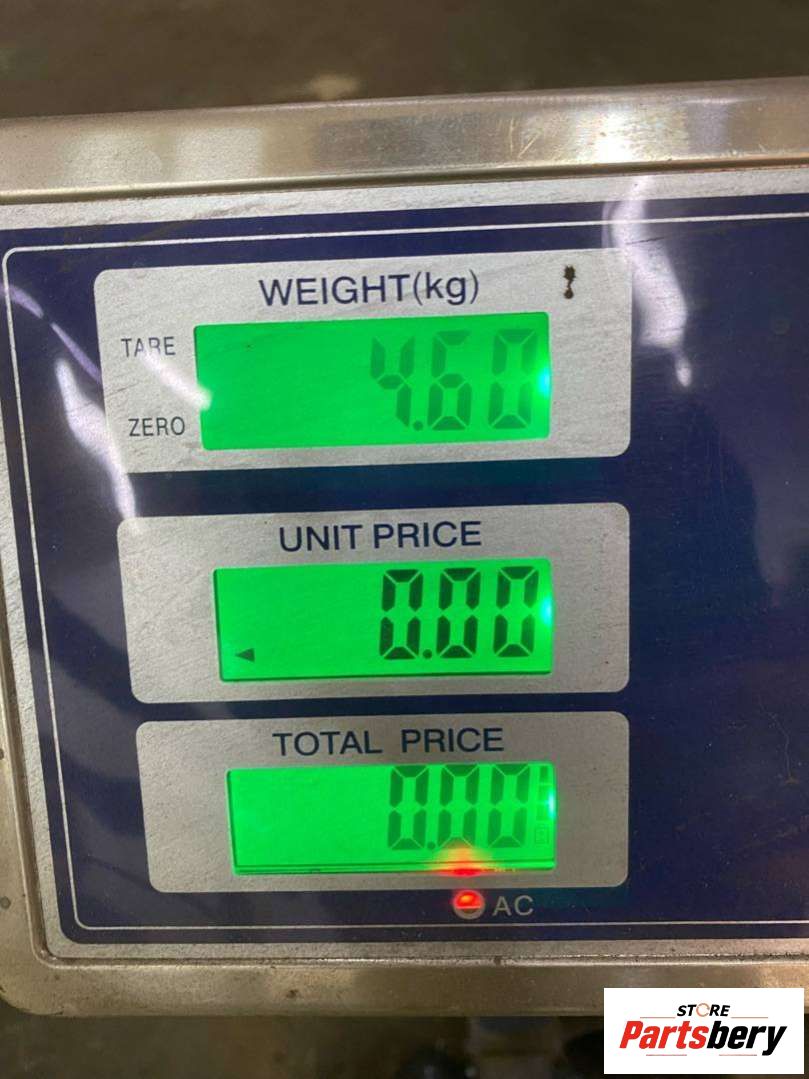 WEIGHT(kg)
TARE
4.60
ZERO
UNIT PRICE
0.00
TOTAL PRICE
0.00
AC
STORE
Partsbery